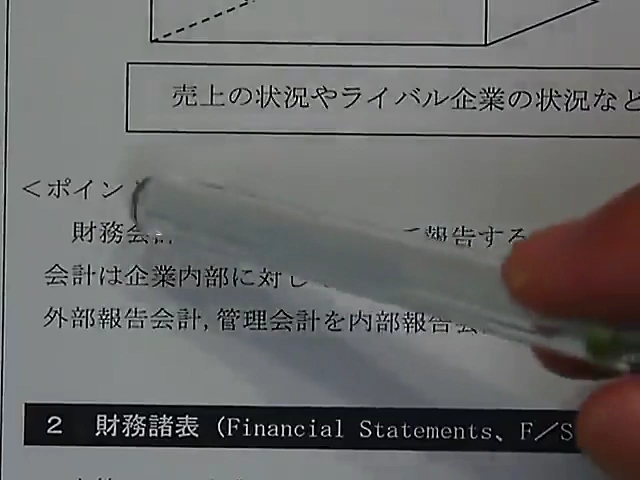 売上の状況やライバル企業の状況など
＜ポイン
財務会計 報告する
会計は企業内部に対し
外部報告会計,管理会計を内部報告会
2 財務諸表（Financial Statements、F／S